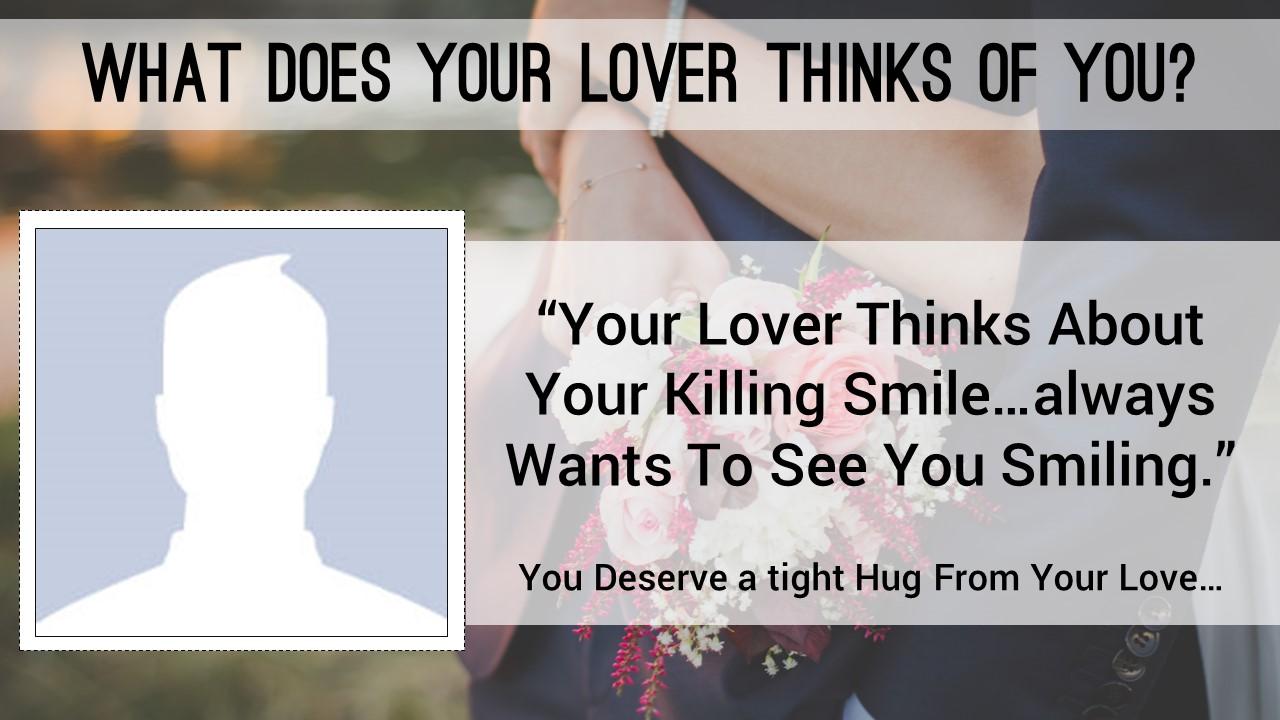 WHAT DOES YOUR LOVER THINKS OF YOU?
“Your Lover Thinks About
Your Killing Smile...always
Wants To See You Smiling.”
You Deserve a tight Hug From Your Love...